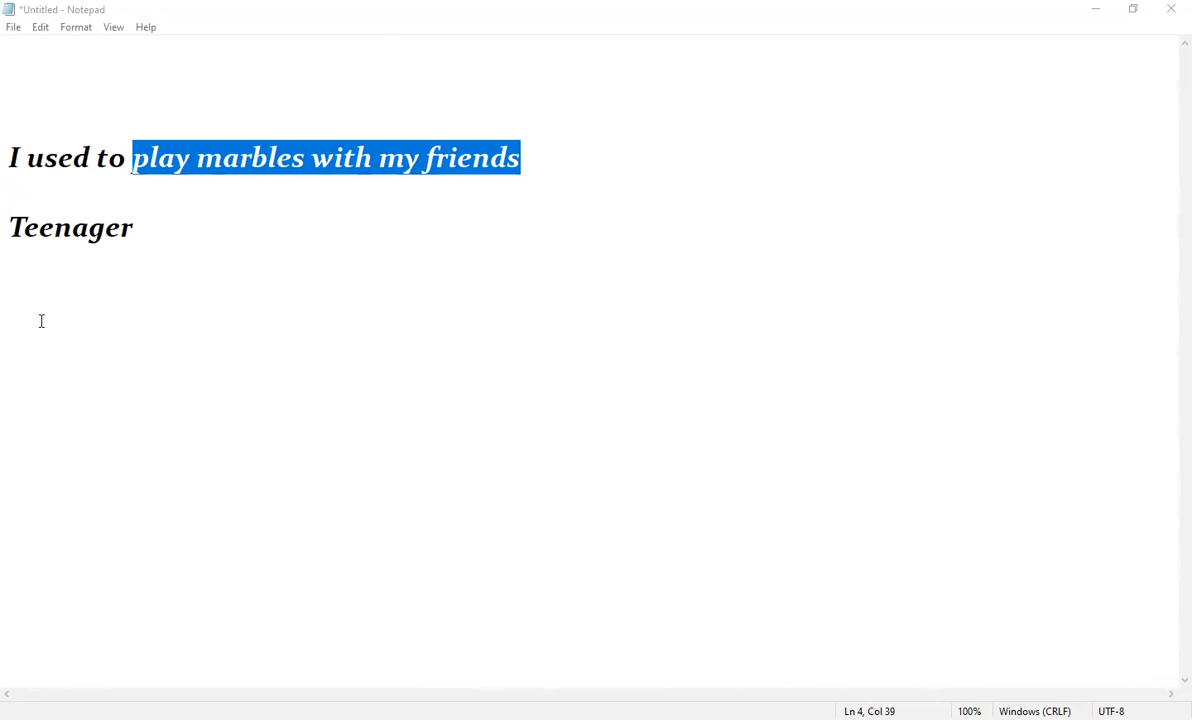 *Untitled - Notepad
File Edit Format View Help
I used to play marbles with my friends
Teenager
Ln 4, Col 39 100% Windows (CRLF) UTF-8